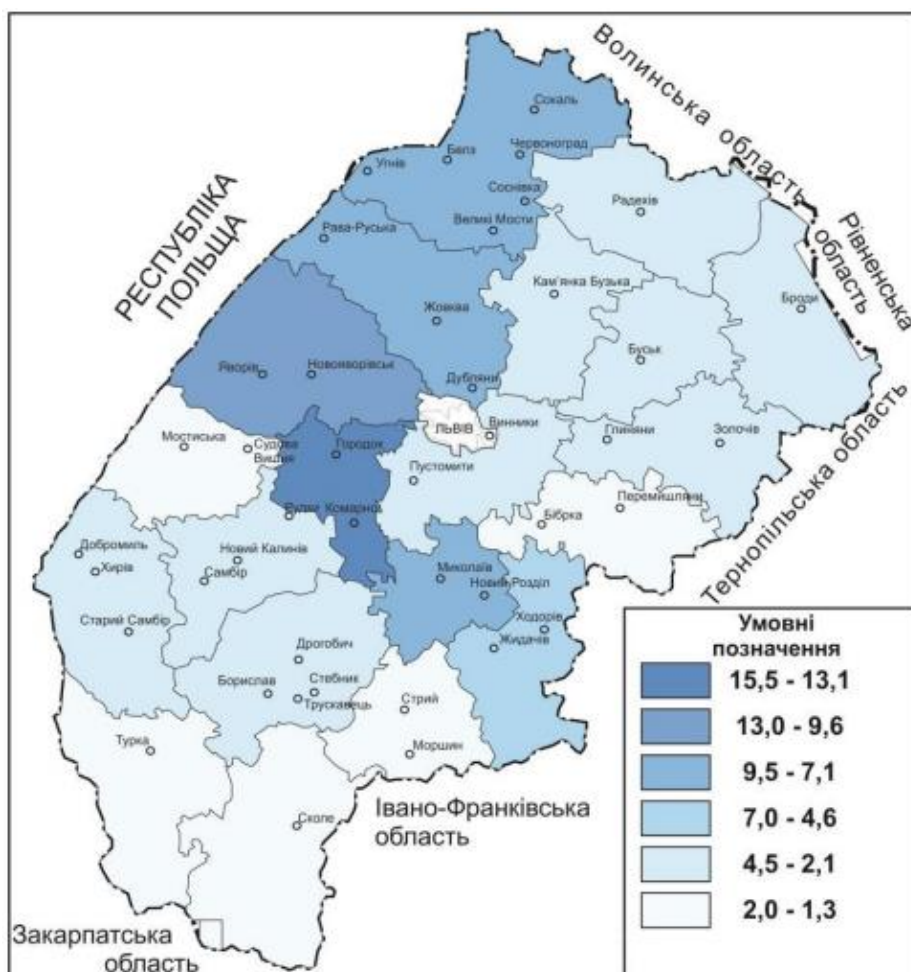 Волинська область
Рівненська
область
РЕСПУБЛІКА
ПОЛЬЩА
Сокаль
Червоноград
Белз
Угнів
Соснівка
Великі Мости
Радехів
Рава-Руська
Кам'янка Бузька
Броди
Жовква
Буськ
Яворів
Новояворівськ
Дубляни
ЛЬВІВ
Винники
Мостиська
Судова
Вишня
Городок
Глиняни
Золочів
Пустомити
Комарно
Бібрка
Перемишляни
Тернопільська область
Добромиль
Хирів
Новий Калинів
Самбір
Миколаїв
Новий Розділ
Ходорів
Жидачів
Старий Самбір
Дрогобич
Борислав
Стебник
Трускавець
Стрий
Моршин
Турка
Сколе
Івано-Франківська
область
Закарпатська
область
Умовні
позначення
15,5 - 13,1
13,0 - 9,6
9,5 - 7,1
7,0 - 4,6
4,5 - 2,1
2,0 - 1,3